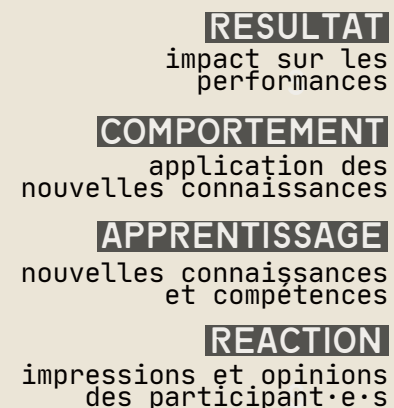 RESULTAT
impact sur les
performances
COMPORTEMENT
application des
nouvelles connaissances
APPRENTISSAGE
nouvelles connaissances
et compétences
REACTION
impressions et opinions
des participant·e·s